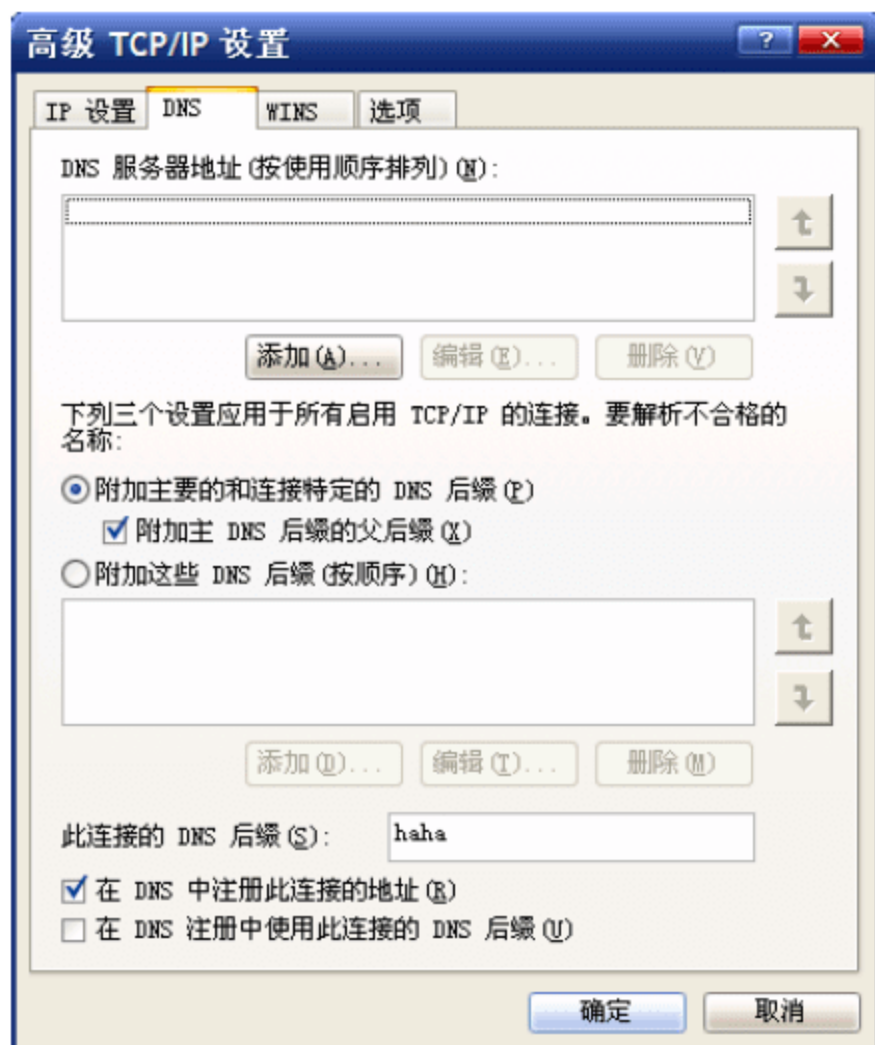 高级 TCP/IP 设置
IP 设置 DNS WINS 选项
DNS 服务器地址(按使用顺序排列)(N):
添加(A)... 编辑(E)... 删除(V)
下列三个设置应用于所有启用 TCP/IP 的连接。要解析不合格的
名称:
附加主要的和连接特定的 DNS 后缀(P)
附加主 DNS 后缀的父后缀(X)
附加这些 DNS 后缀(按顺序)(H):
添加(D)... 编辑(T)... 删除(M)
此连接的 DNS 后缀(S): haha
在 DNS 中注册此连接的地址(R)
在 DNS 注册中使用此连接的 DNS 后缀(U)
确定 取消